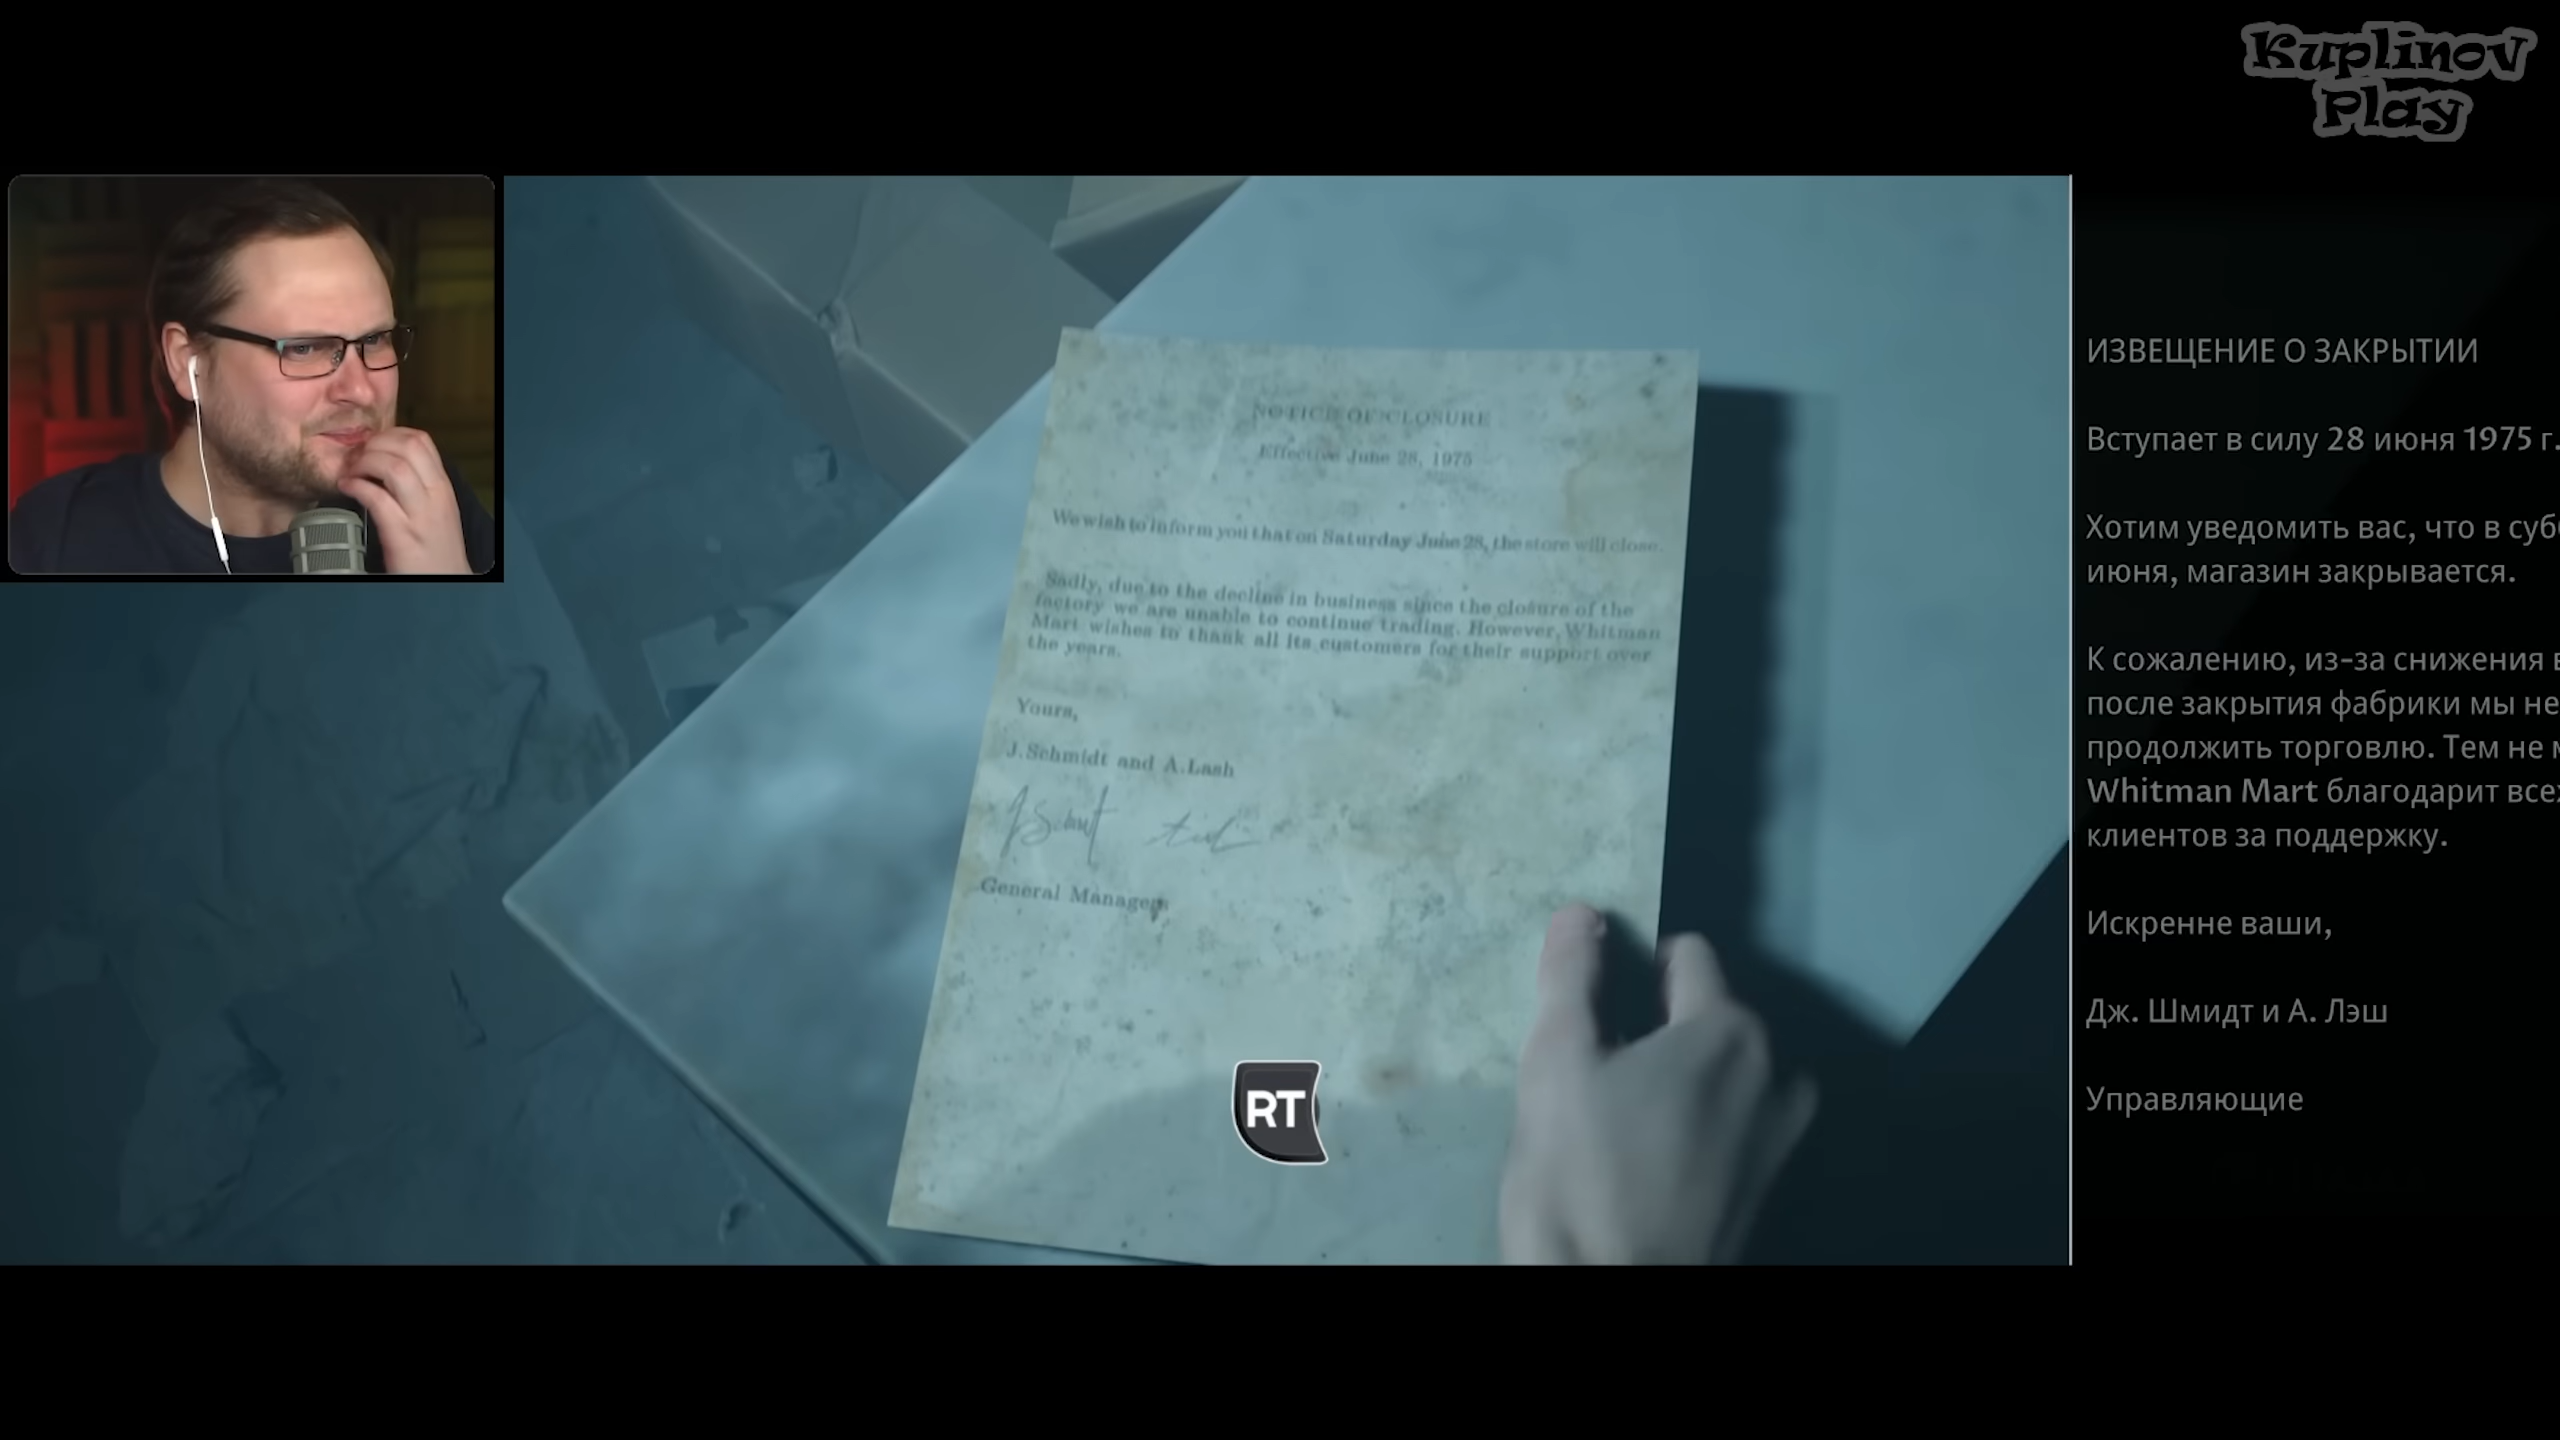 Kuplinov
Play
NOTICE OF CLOSURE
Effective June 28, 1975
We wish to inform you that on Saturday June 28, the store will close.
Sadly, due to the decline in business since the closure of the
factory we are unable to continue trading. However, Whitman
Mart wishes to thank all its customers for their support over
the years.
Yours,
J.Schmidt and A.Lash
General Managers
RT
ИЗВЕЩЕНИЕ О ЗАКРЫТИИ
Вступает в силу 28 июня 1975 г.
Хотим уведомить вас, что в суб
июня, магазин закрывается.
К сожалению, из-за снижения
после закрытия фабрики мы не
продолжить торговлю. Тем не
Whitman Mart благодарит всех
клиентов за поддержку.
Искренне ваши,
Дж. Шмидт и А. Лэш
Управляющие